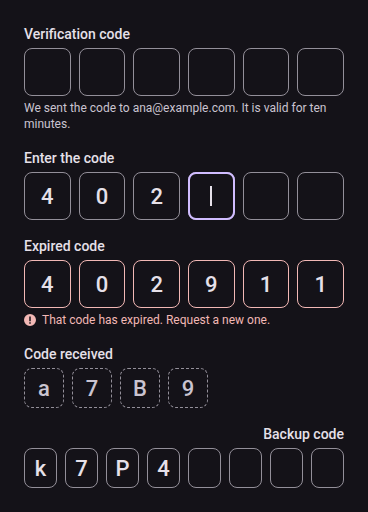 Verification code
We sent the code to ana@example.com. It is valid for ten
minutes.
Enter the code
4 0 2
Expired code
4 0 2 9 1 1
That code has expired. Request a new one.
Code received
a 7 B 9
Backup code
k 7 P 4